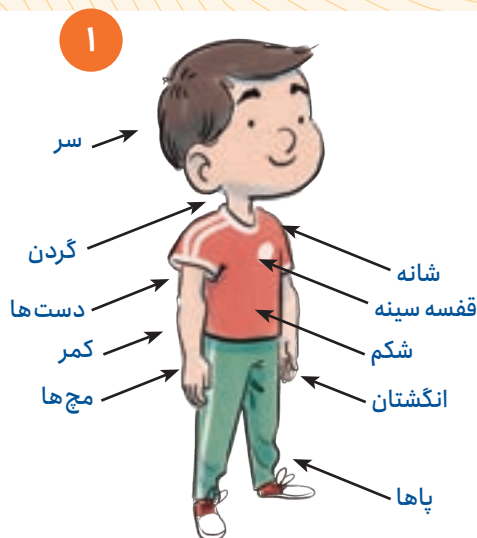 ۱
سر
گردن
شانه
دست‌ها
قفسه سینه
کمر
شکم
مچ‌ها
انگشتان
پاها